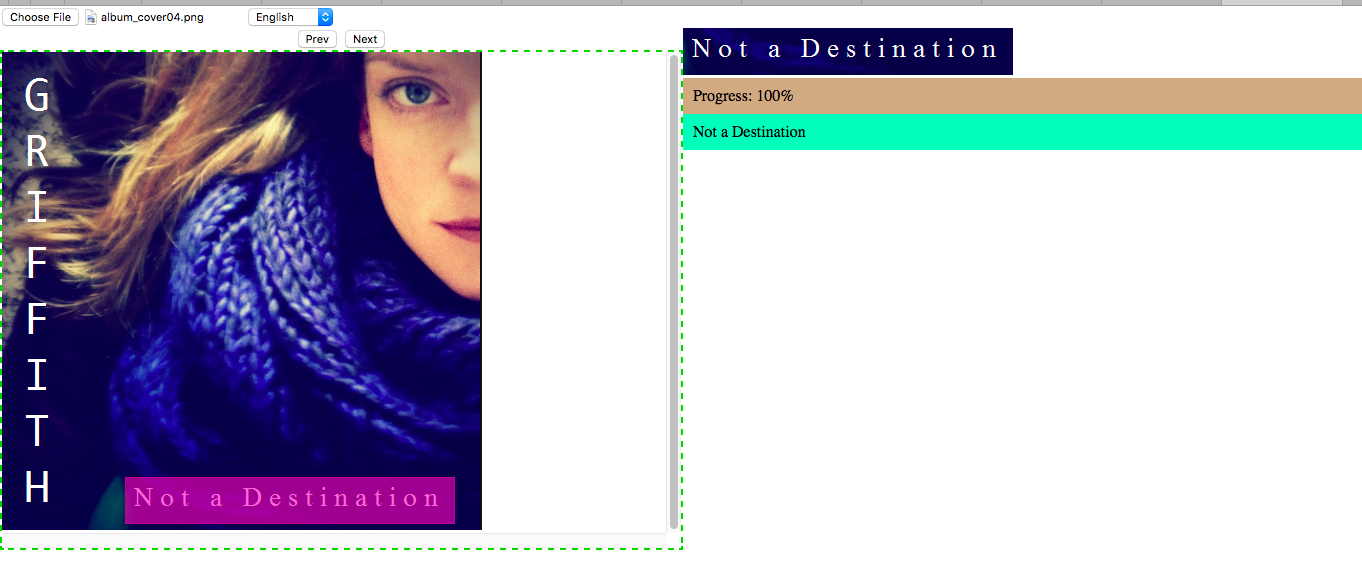 Choose File album_cover04.png English
Prev Next
G
R
I
F
F
I
T
H
Not a Destination
Not a Destination
Progress: 100%
Not a Destination